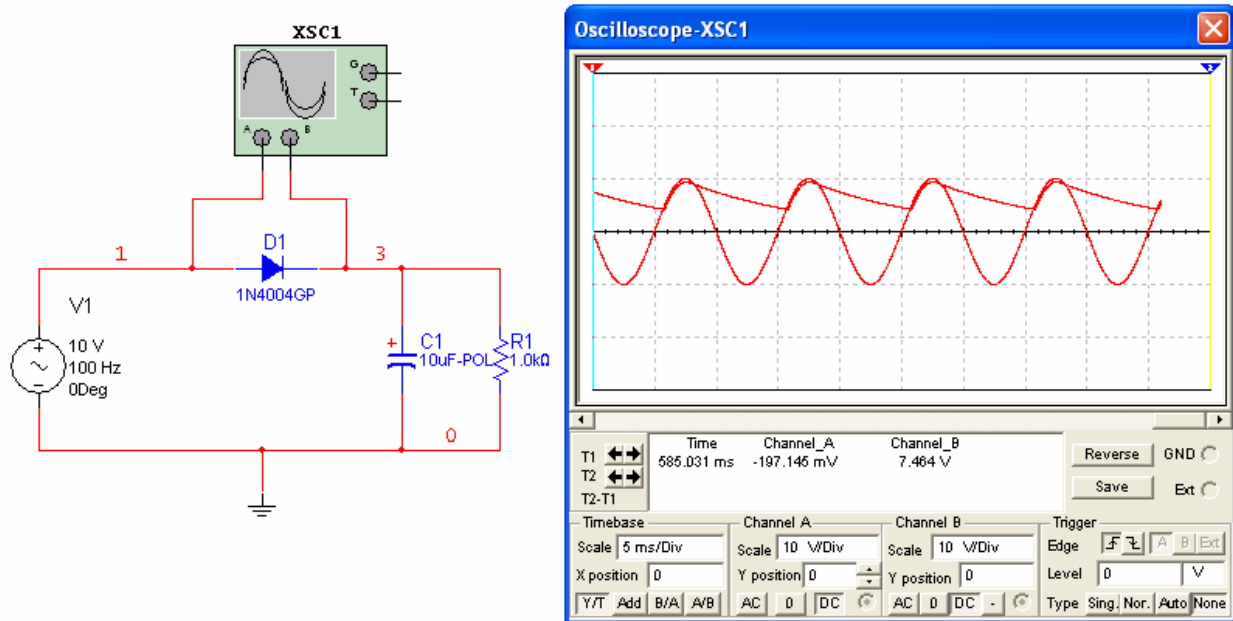 XSC1
G
T
A B
1
D1
3
1N4004GP
V1
10 V
100 Hz
0Deg
+
C1
10uF-POL
R1
1.0kΩ
0
Oscilloscope-XSC1
1 2
Time Channel_A Channel_B
T1 585.031 ms -197.145 mV 7.464 V
T2
T2-T1
Reverse GND
Save Ext
Timebase
Scale 5 ms/Div
X position 0
Y/T Add B/A A/B
Channel A
Scale 10 V/Div
Y position 0
AC 0 DC
Channel B
Scale 10 V/Div
Y position 0
AC 0 DC -
Trigger
Edge A B Ext
Level 0 V
Type Sing. Nor. Auto None